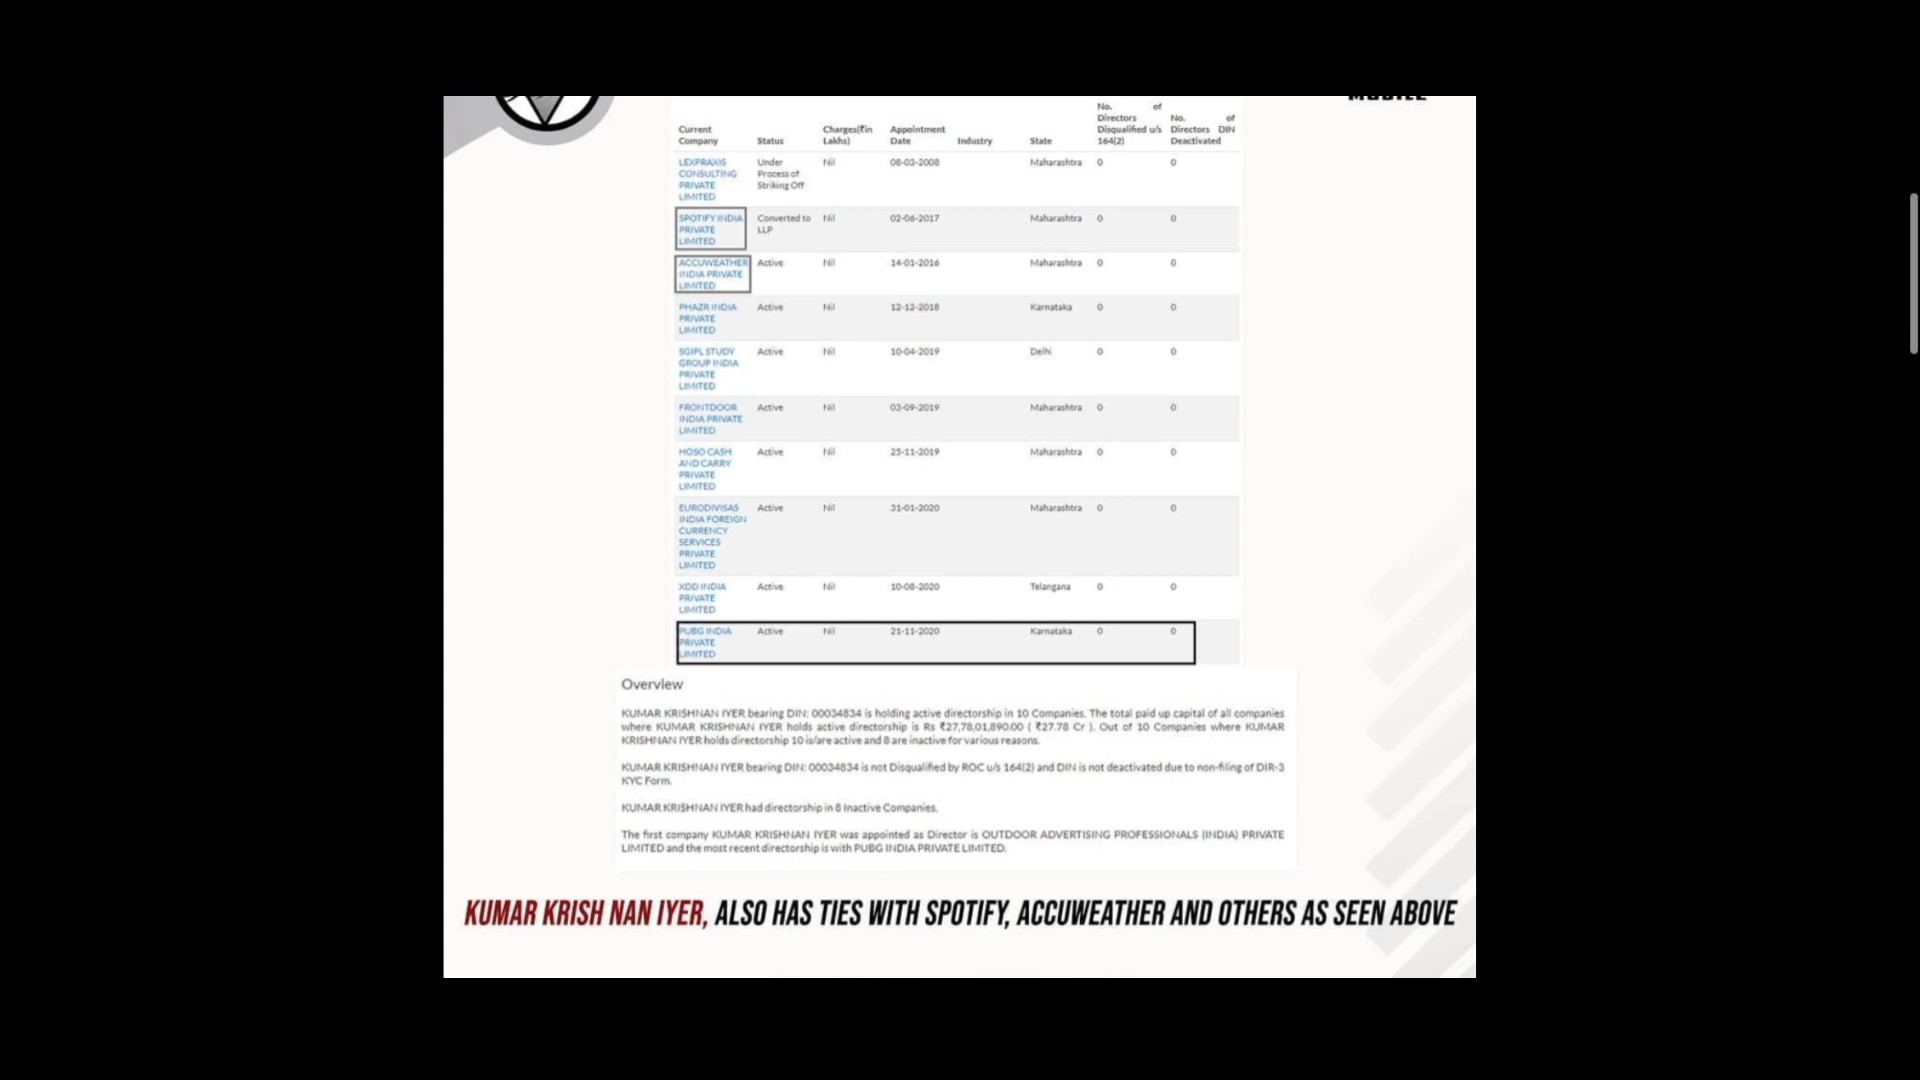 MOBILE
Current Company Status Charges(₹in Lakhs) Appointment Date Industry State No. of Directors Disqualified u/s 164(2) No. of Directors DIN Deactivated
LEXPRAXIS CONSULTING PRIVATE LIMITED Under Process of Striking Off Nil 08-03-2008 Maharashtra 0 0
SPOTIFY INDIA PRIVATE LIMITED Converted to LLP Nil 02-06-2017 Maharashtra 0 0
ACCUWEATHER INDIA PRIVATE LIMITED Active Nil 14-01-2016 Maharashtra 0 0
PHAZR INDIA PRIVATE LIMITED Active Nil 12-12-2018 Karnataka 0 0
SGIPL STUDY GROUP INDIA PRIVATE LIMITED Active Nil 10-04-2019 Delhi 0 0
FRONTDOOR INDIA PRIVATE LIMITED Active Nil 03-09-2019 Maharashtra 0 0
HOSO CASH AND CARRY PRIVATE LIMITED Active Nil 25-11-2019 Maharashtra 0 0
EURODIVISAS INDIA FOREIGN CURRENCY SERVICES PRIVATE LIMITED Active Nil 31-01-2020 Maharashtra 0 0
XDD INDIA PRIVATE LIMITED Active Nil 10-08-2020 Telangana 0 0
PUBG INDIA PRIVATE LIMITED Active Nil 21-11-2020 Karnataka 0 0
Overview
KUMAR KRISHNAN IYER bearing DIN: 00034834 is holding active directorship in 10 Companies. The total paid up capital of all companies
where KUMAR KRISHNAN IYER holds active directorship is Rs ₹27,78,01,890.00 ( ₹27.78 Cr ). Out of 10 Companies where KUMAR
KRISHNAN IYER holds directorship 10 is/are active and 8 are inactive for various reasons.
KUMAR KRISHNAN IYER bearing DIN: 00034834 is not Disqualified by ROC u/s 164(2) and DIN is not deactivated due to non-filing of DIR-3
KYC Form.
KUMAR KRISHNAN IYER had directorship in 8 Inactive Companies.
The first company KUMAR KRISHNAN IYER was appointed as Director is OUTDOOR ADVERTISING PROFESSIONALS (INDIA) PRIVATE
LIMITED and the most recent directorship is with PUBG INDIA PRIVATE LIMITED.
KUMAR KRISH NAN IYER, ALSO HAS TIES WITH SPOTIFY, ACCUWEATHER AND OTHERS AS SEEN ABOVE